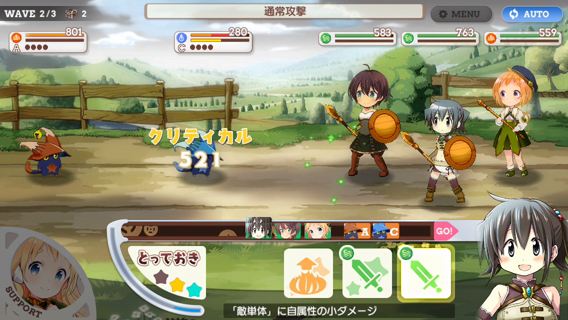 WAVE 2/3 2
通常攻撃
MENU
AUTO
801
A
280
C
583
763
559
クリティカル
521
A
C
GO!
とっておき
SUPPORT
「敵単体」に自属性の小ダメージ